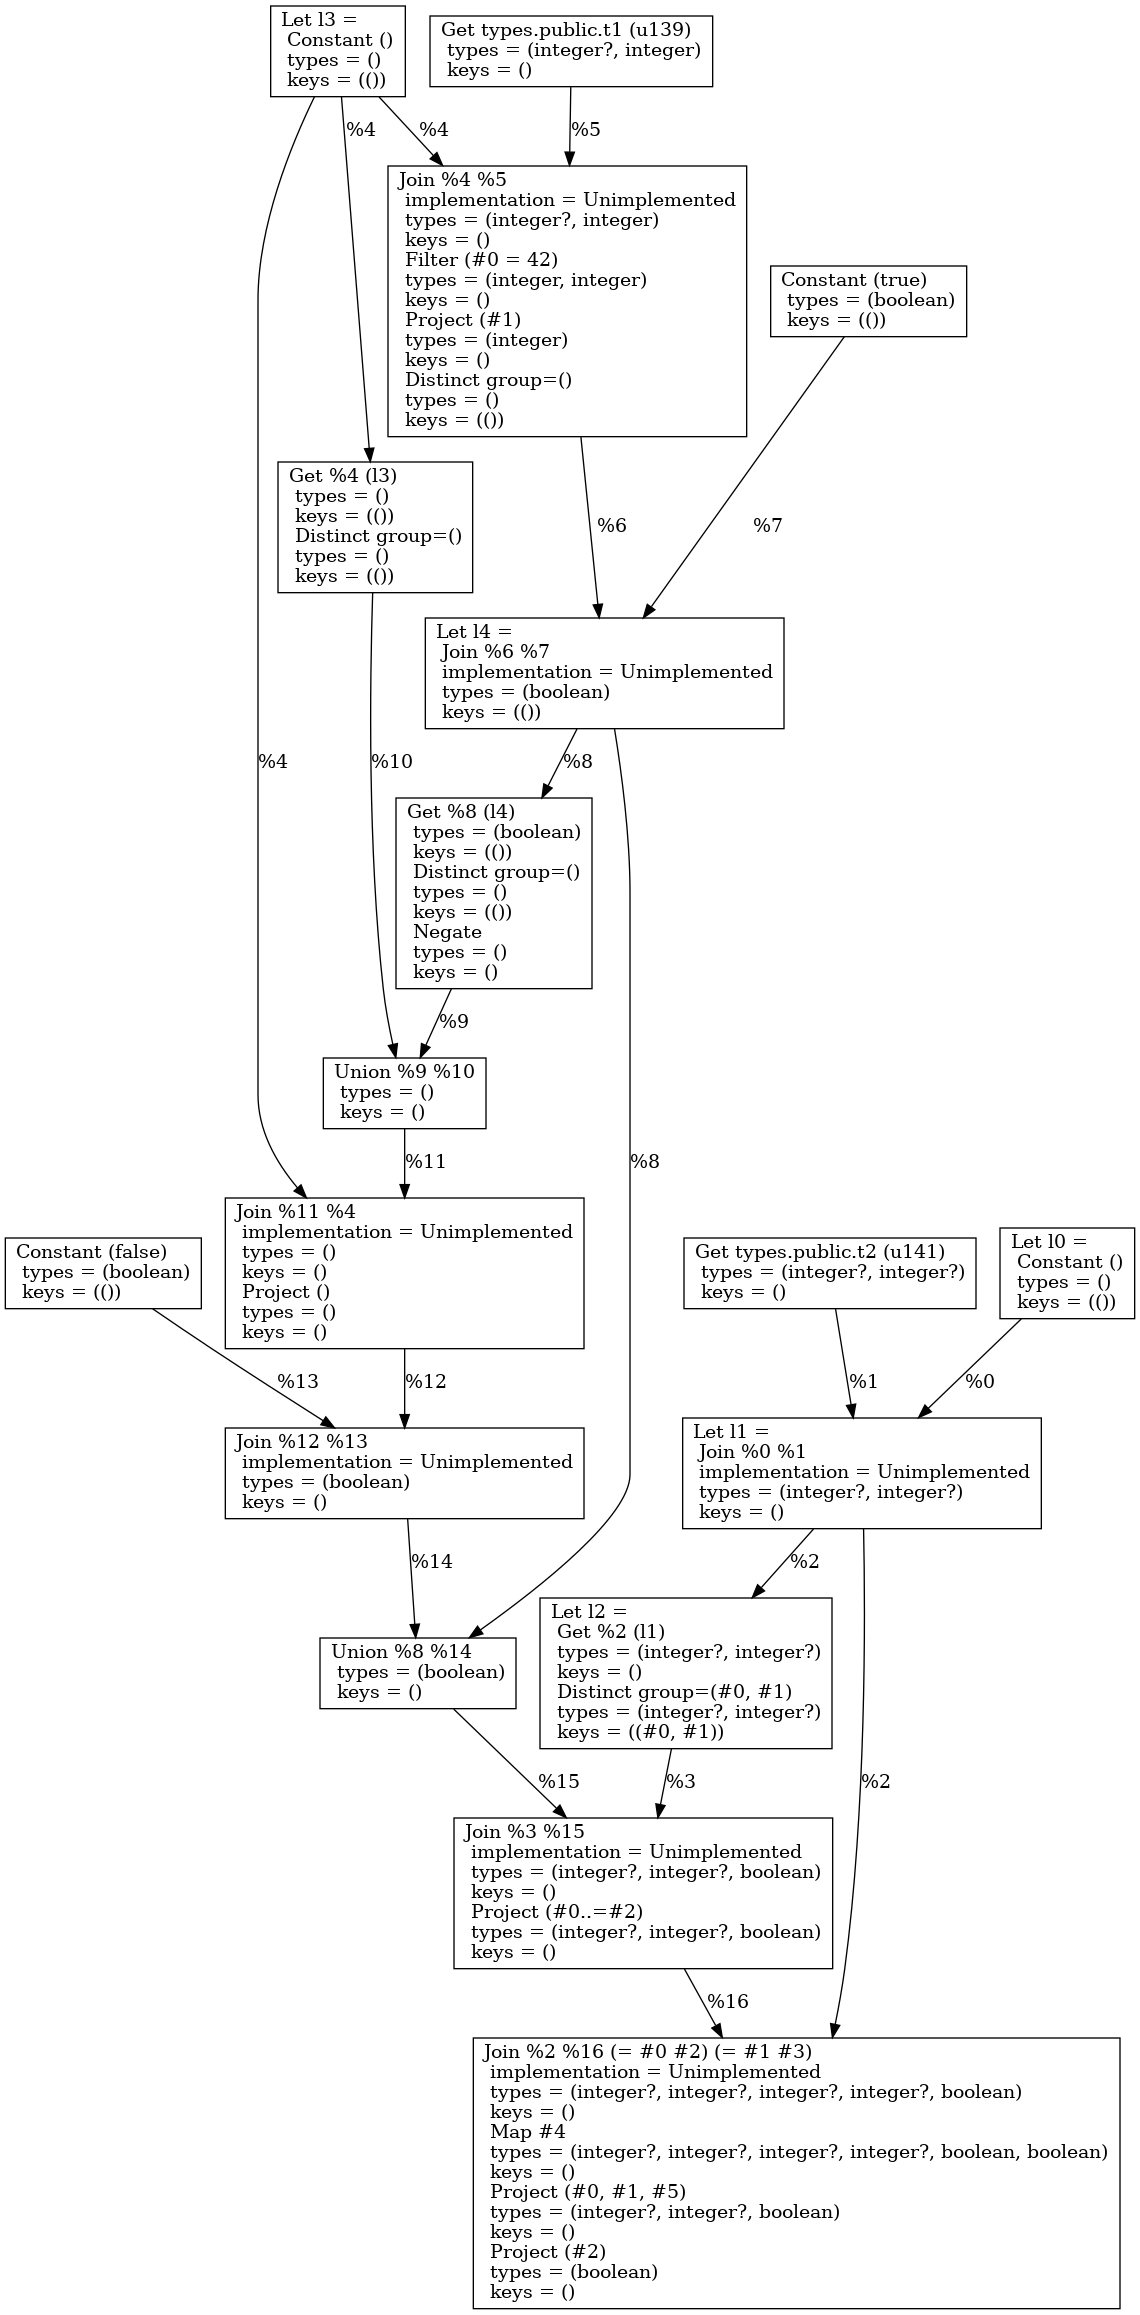 Let l3 =
Constant ()
types = ()
keys = (())
Get types.public.t1 (u139)
types = (integer?, integer)
keys = ()
%4
%4
%5
Join %4 %5
implementation = Unimplemented
types = (integer?, integer)
keys = ()
Filter (#0 = 42)
types = (integer, integer)
keys = ()
Project (#1)
types = (integer)
keys = ()
Distinct group=()
types = ()
keys = (())
Constant (true)
types = (boolean)
keys = (())
Get %4 (l3)
types = ()
keys = (())
Distinct group=()
types = ()
keys = (())
%6
%7
Let l4 =
Join %6 %7
implementation = Unimplemented
types = (boolean)
keys = (())
%4
%10
%8
Get %8 (l4)
types = (boolean)
keys = (())
Distinct group=()
types = ()
keys = (())
Negate
types = ()
keys = ()
%9
Union %9 %10
types = ()
keys = ()
%11
%8
Join %11 %4
implementation = Unimplemented
types = ()
keys = ()
Project ()
types = ()
keys = ()
Constant (false)
types = (boolean)
keys = (())
Get types.public.t2 (u141)
types = (integer?, integer?)
keys = ()
Let l0 =
Constant ()
types = ()
keys = (())
%13
%12
%1
%0
Join %12 %13
implementation = Unimplemented
types = (boolean)
keys = ()
Let l1 =
Join %0 %1
implementation = Unimplemented
types = (integer?, integer?)
keys = ()
%14
%2
Union %8 %14
types = (boolean)
keys = ()
Let l2 =
Get %2 (l1)
types = (integer?, integer?)
keys = ()
Distinct group=(#0, #1)
types = (integer?, integer?)
keys = ((#0, #1))
%15
%3
%2
Join %3 %15
implementation = Unimplemented
types = (integer?, integer?, boolean)
keys = ()
Project (#0..=#2)
types = (integer?, integer?, boolean)
keys = ()
%16
Join %2 %16 (= #0 #2) (= #1 #3)
implementation = Unimplemented
types = (integer?, integer?, integer?, integer?, boolean)
keys = ()
Map #4
types = (integer?, integer?, integer?, integer?, boolean, boolean)
keys = ()
Project (#0, #1, #5)
types = (integer?, integer?, boolean)
keys = ()
Project (#2)
types = (boolean)
keys = ()